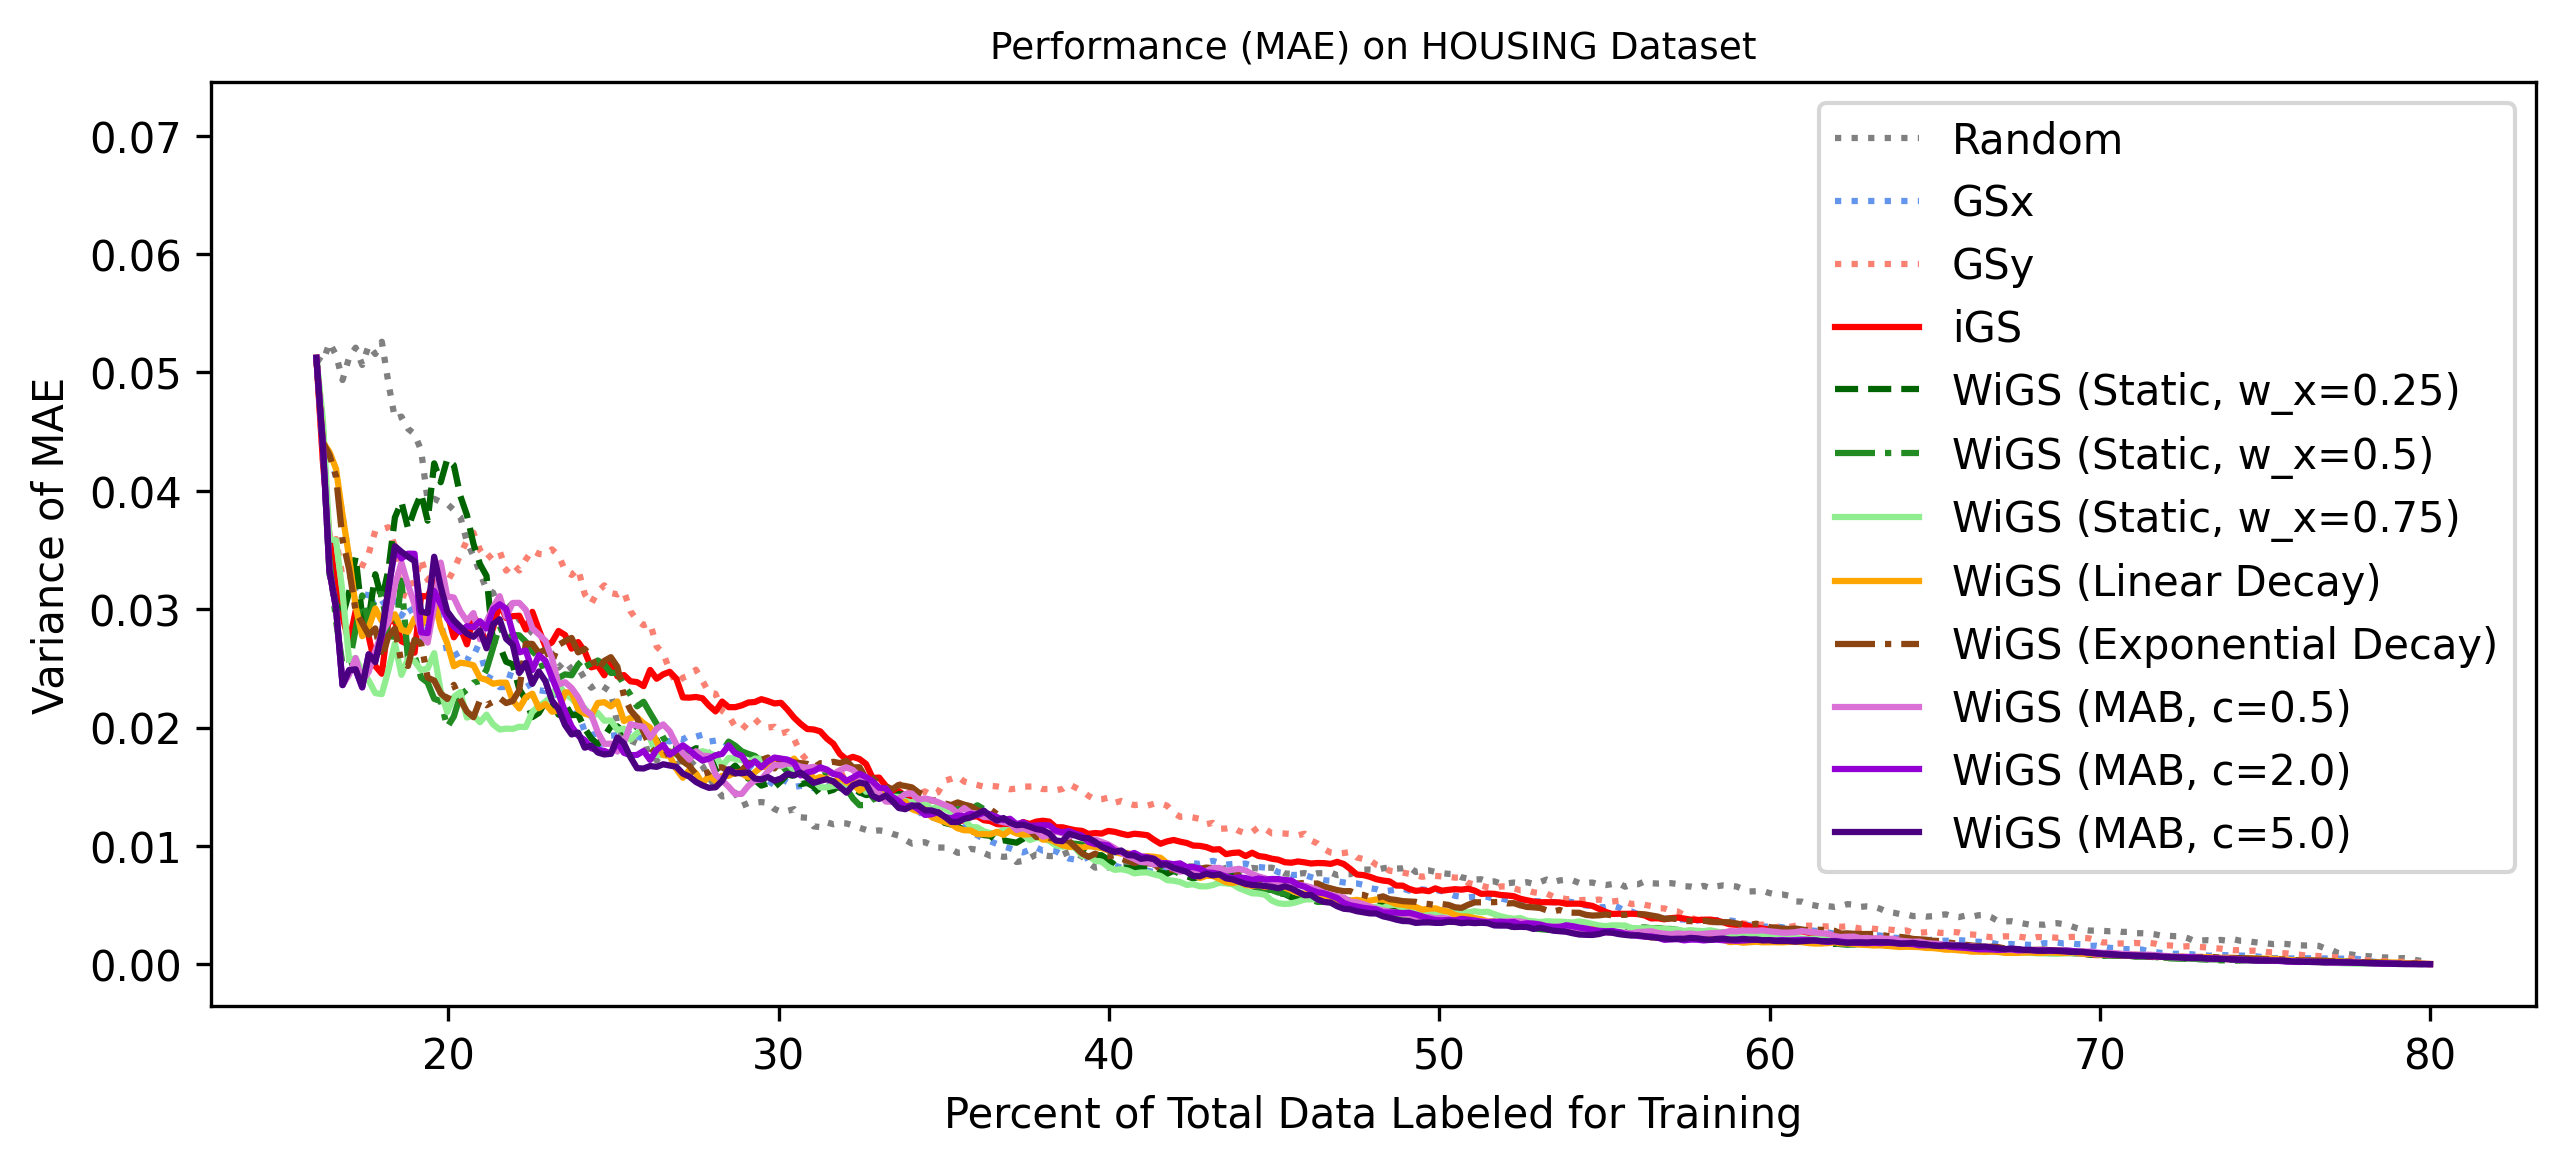 Performance (MAE) on HOUSING Dataset
Variance of MAE
0.07
0.06
0.05
0.04
0.03
0.02
0.01
0.00
Random
GSx
GSy
iGS
WiGS (Static, w_x=0.25)
WiGS (Static, w_x=0.5)
WiGS (Static, w_x=0.75)
WiGS (Linear Decay)
WiGS (Exponential Decay)
WiGS (MAB, c=0.5)
WiGS (MAB, c=2.0)
WiGS (MAB, c=5.0)
20 30 40 50 60 70 80
Percent of Total Data Labeled for Training